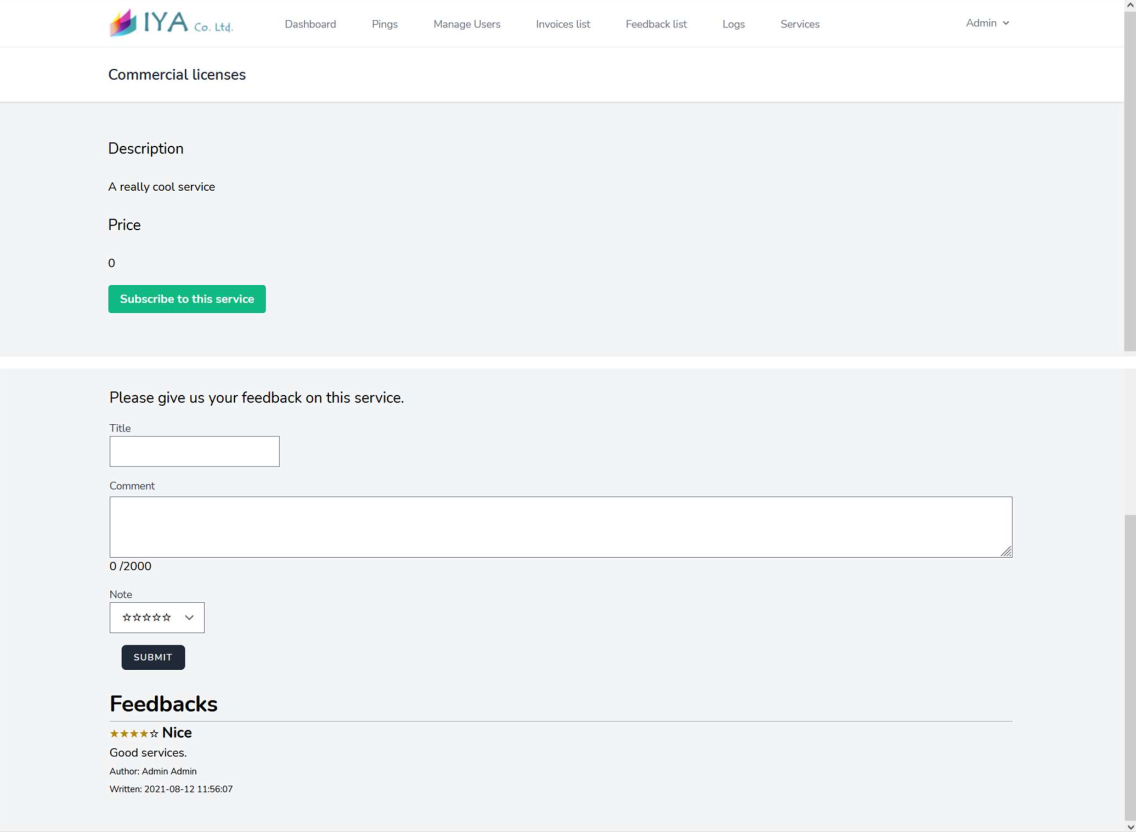 IYA Co. Ltd.
Dashboard Pings Manage Users Invoices list Feedback list Logs Services Admin
Commercial licenses
Description
A really cool service
Price
0
Subscribe to this service
Please give us your feedback on this service.
Title
Comment
0 /2000
Note
☆☆☆☆☆
SUBMIT
Feedbacks
★★★★☆ Nice
Good services.
Author: Admin Admin
Written: 2021-08-12 11:56:07